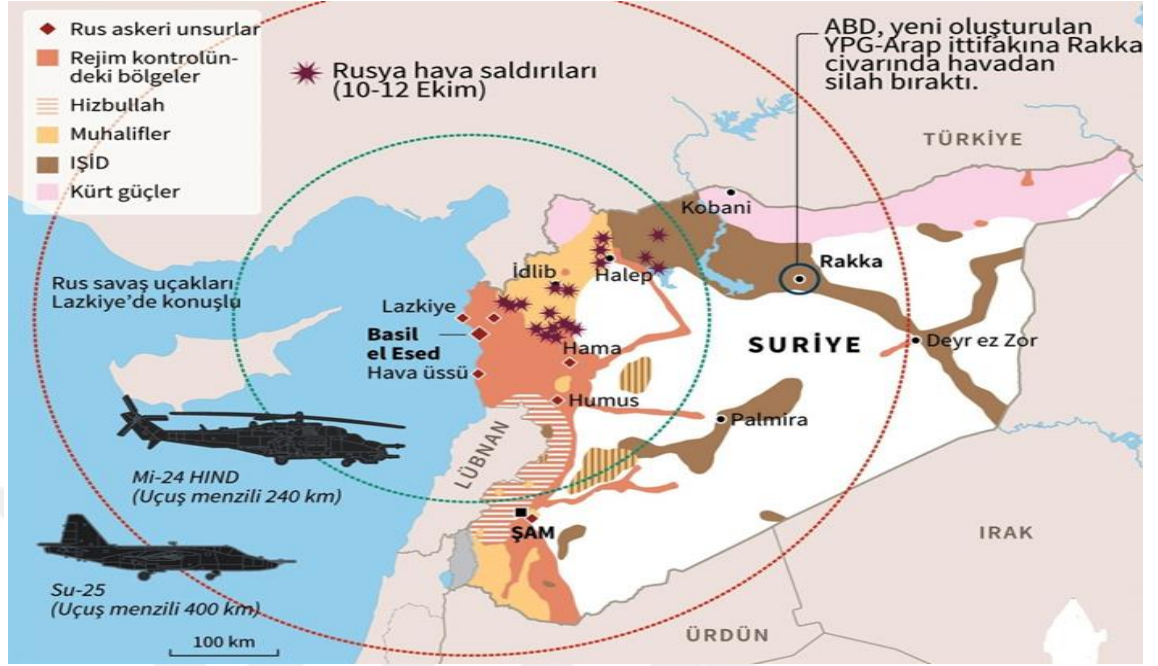 Rus askeri unsurlar
Rejim kontrolün-
deki bölgeler
Hizbullah
Muhalifler
IŞİD
Kürt güçler
Rusya hava saldırıları
(10-12 Ekim)
ABD, yeni oluşturulan
YPG-Arap ittifakına Rakka
civarında havadan
silah bıraktı.
TÜRKİYE
Kobani
Rakka
İdlib
Halep
Rus savaş uçakları
Lazkiye’de konuşlu
Lazkiye
Basil
el Esed
Hava üssü
Hama
SURİYE
Deyr ez Zor
Humus
Palmira
LÜBNAN
Mi-24 HIND
(Uçuş menzili 240 km)
ŞAM
IRAK
Su-25
(Uçuş menzili 400 km)
100 km
ÜRDÜN